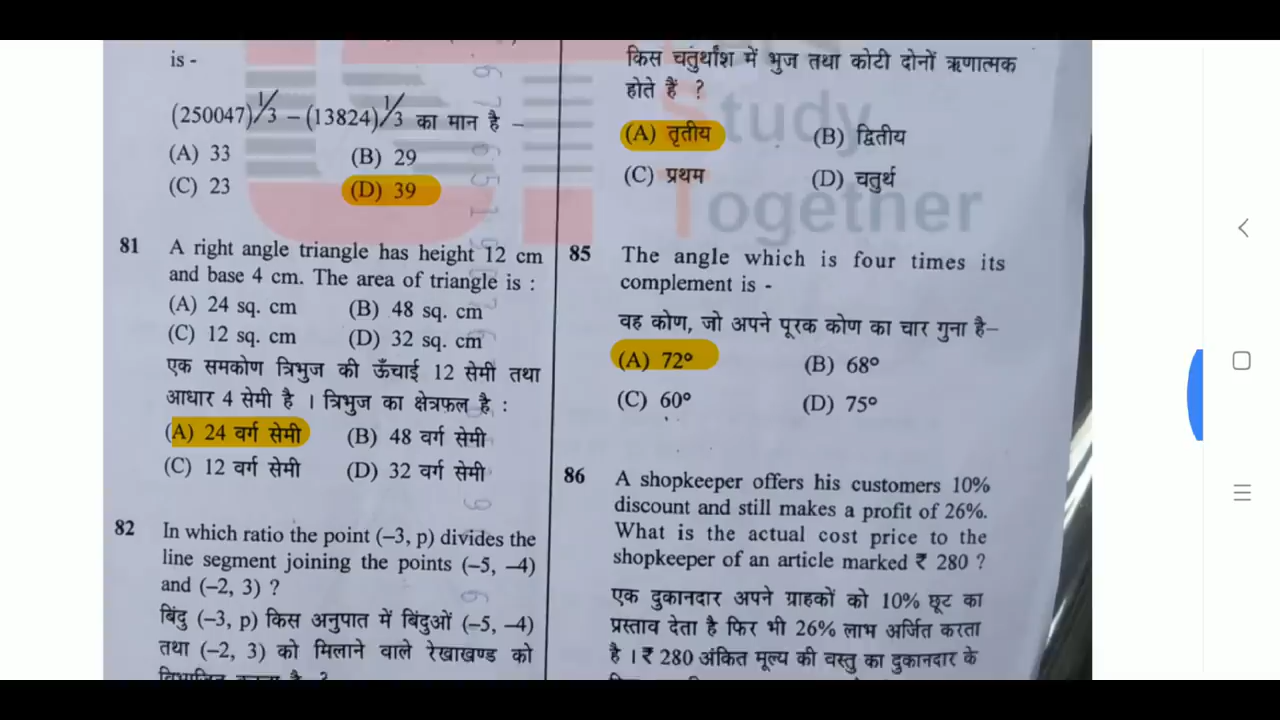 is -
(250047)^1/3 – (13824)^1/3 का मान है –
(A) 33 (B) 29
(C) 23 (D) 39
81 A right angle triangle has height 12 cm
and base 4 cm. The area of triangle is :
(A) 24 sq. cm (B) 48 sq. cm
(C) 12 sq. cm (D) 32 sq. cm
एक समकोण त्रिभुज की ऊँचाई 12 सेमी तथा
आधार 4 सेमी है । त्रिभुज का क्षेत्रफ़ल है :
(A) 24 वर्ग सेमी (B) 48 वर्ग सेमी
(C) 12 वर्ग सेमी (D) 32 वर्ग सेमी
82 In which ratio the point (–3, p) divides the
line segment joining the points (–5, –4)
and (–2, 3) ?
बिंदु (–3, p) किस अनुपात में बिंदुओं (–5, –4)
तथा (–2, 3) को मिलाने वाले रेखाखण्ड को
किस चतुर्थांश में भुज तथा कोटी दोनों ऋणात्मक
होते हैं ?
(A) तृतीय (B) द्वितीय
(C) प्रथम (D) चतुर्थ
85 The angle which is four times its
complement is -
वह कोण, जो अपने पूरक कोण का चार गुना है–
(A) 72° (B) 68°
(C) 60° (D) 75°
86 A shopkeeper offers his customers 10%
discount and still makes a profit of 26%.
What is the actual cost price to the
shopkeeper of an article marked ₹ 280 ?
एक दुकानदार अपने ग्राहकों को 10% छूट का
प्रस्ताव देता है फिर भी 26% लाभ अर्जित करता
है । ₹ 280 अंकित मूल्य की वस्तु का दुकानदार के
Study
Together